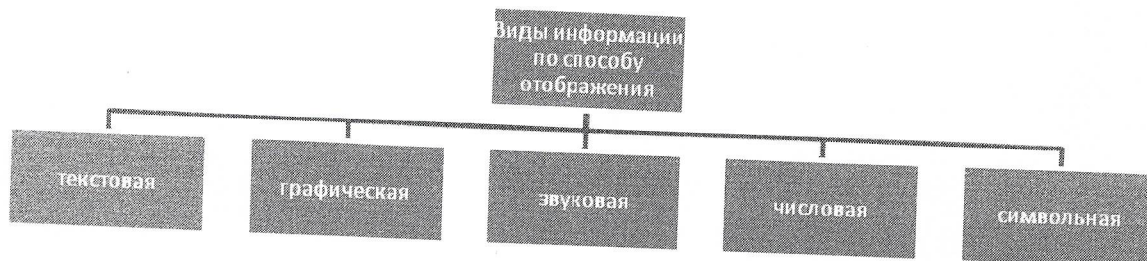 Виды информации
по способу
отображения
текстовая
графическая
звуковая
числовая
символьная